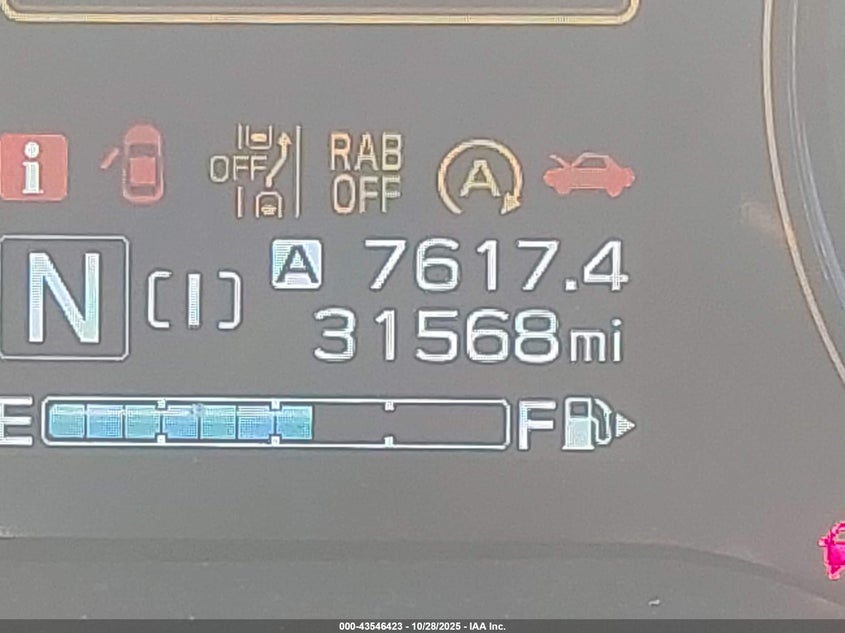 i OFF RAB OFF A
N [I] A 7617.4
31568mi
E F
000-43546423 - 10/28/2025 - IAA Inc.